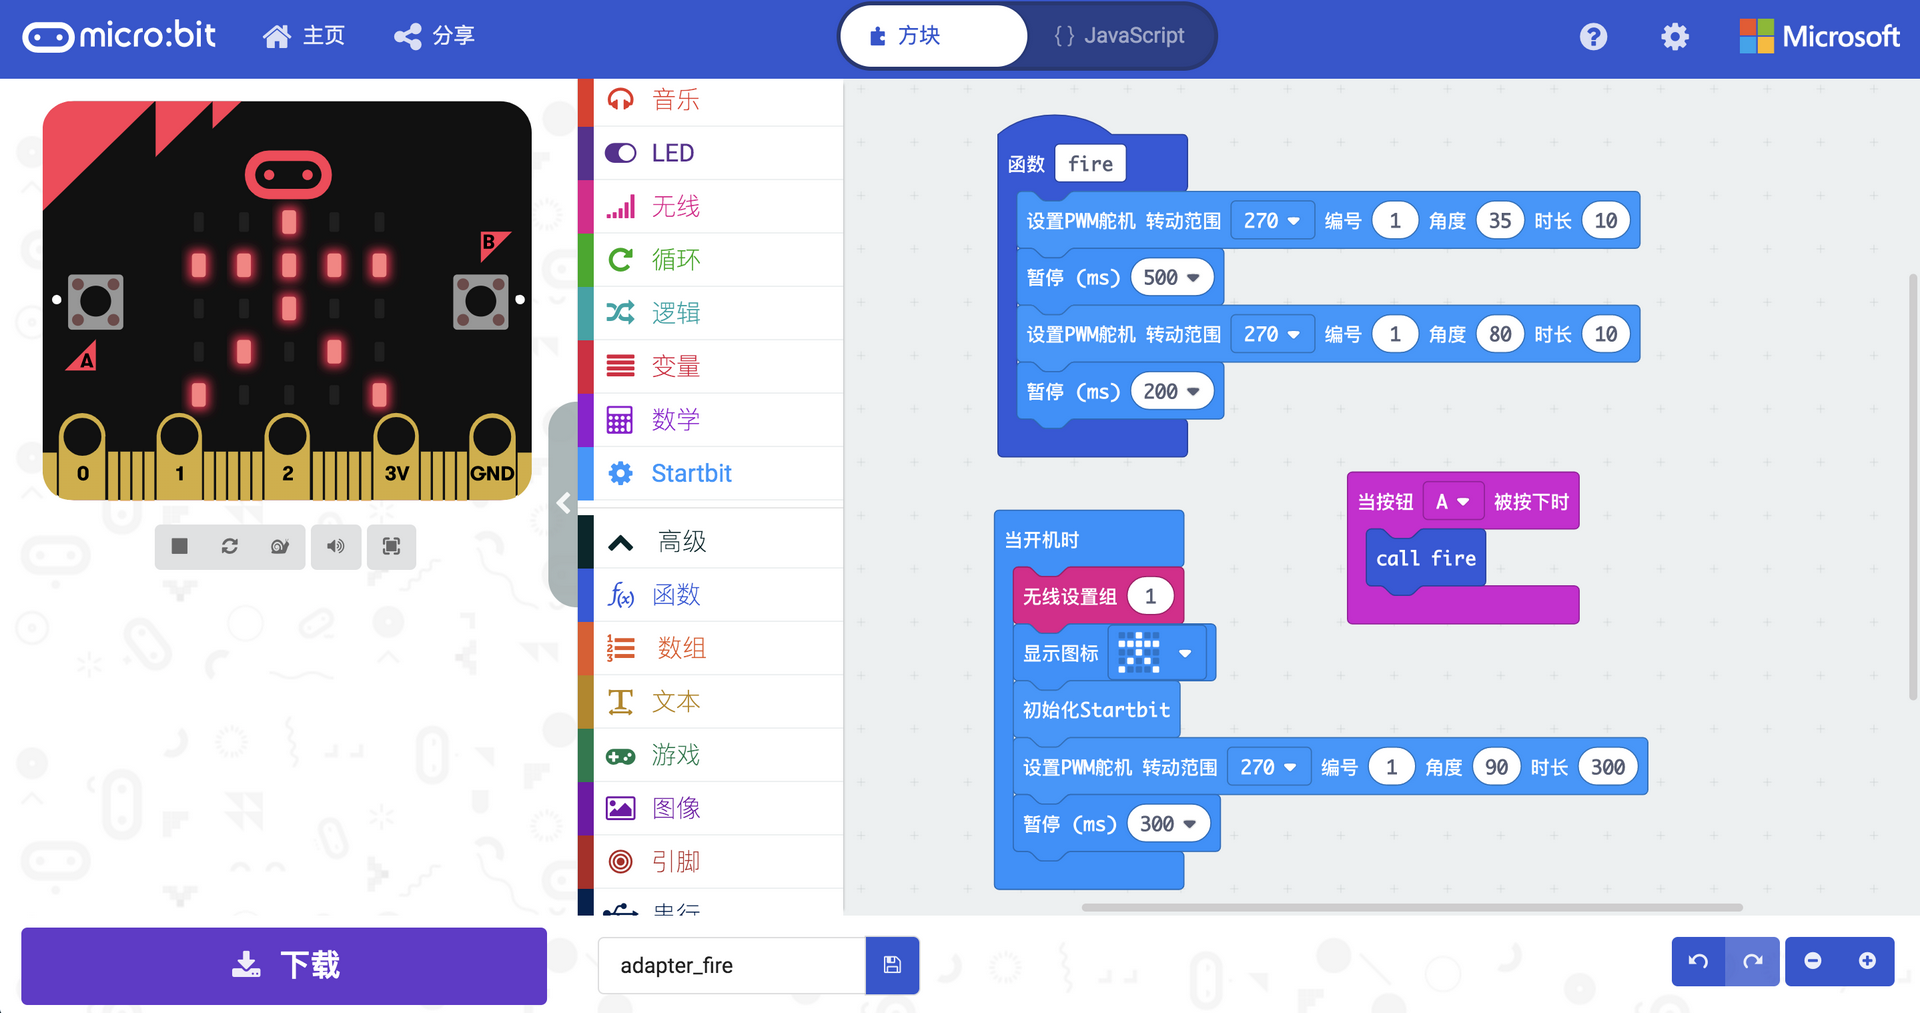 micro:bit 主页 分享 方块 {} JavaScript ? Microsoft
B
A
0 1 2 3V GND
下载
音乐
LED
无线
循环
逻辑
变量
数学
Startbit
高级
函数
数组
文本
游戏
图像
引脚
串行
adapter_fire
函数 fire
设置PWM舵机 转动范围 270 编号 1 角度 35 时长 10
暂停 (ms) 500
设置PWM舵机 转动范围 270 编号 1 角度 80 时长 10
暂停 (ms) 200
当按钮 A 被按下时
call fire
当开机时
无线设置组 1
显示图标
初始化Startbit
设置PWM舵机 转动范围 270 编号 1 角度 90 时长 300
暂停 (ms) 300